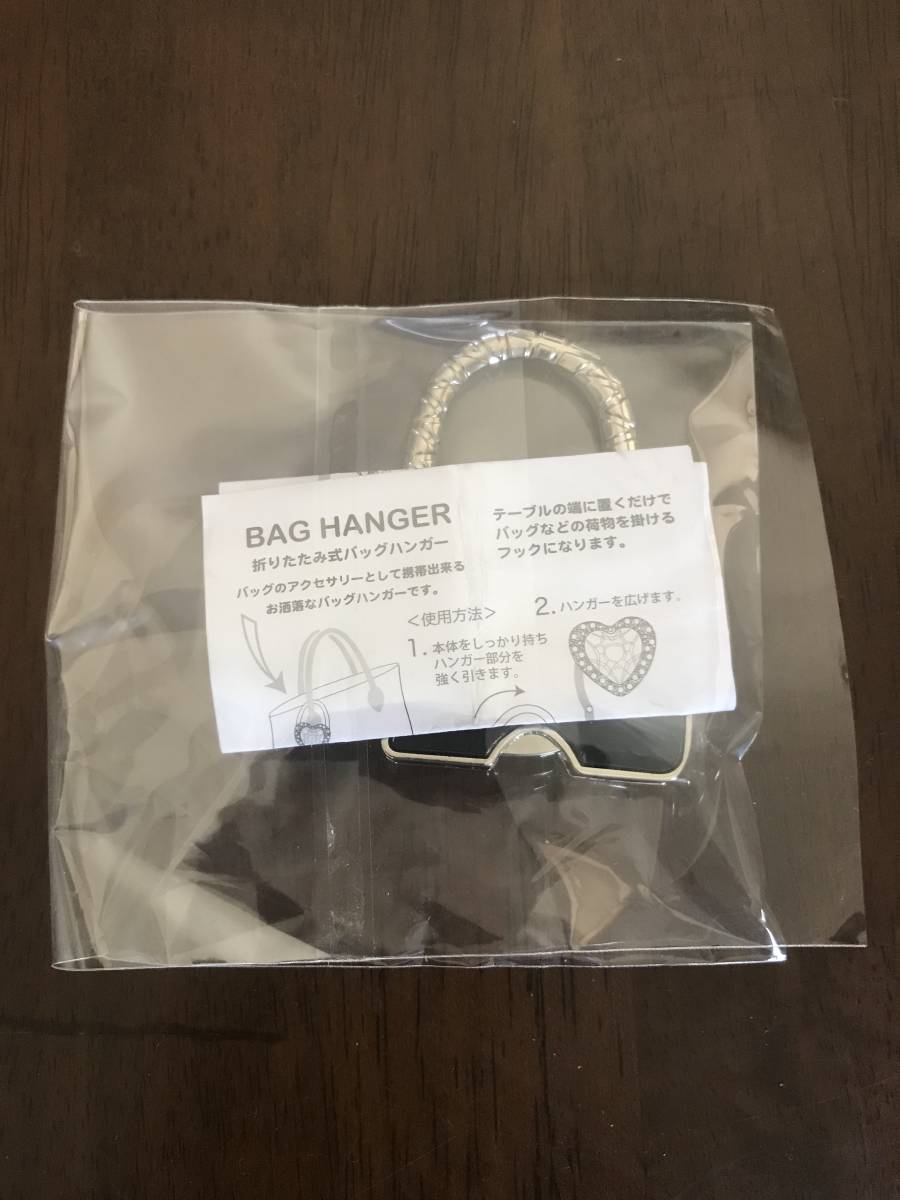 BAG HANGER
折りたたみ式バッグハンガー
バッグのアクセサリーとして携帯出来る
お洒落なバッグハンガーです。
テーブルの端に置くだけで
バッグなどの荷物を掛ける
フックになります。
＜使用方法＞
1. 本体をしっかり持ち
ハンガー部分を
強く引きます。
2. ハンガーを広げます。